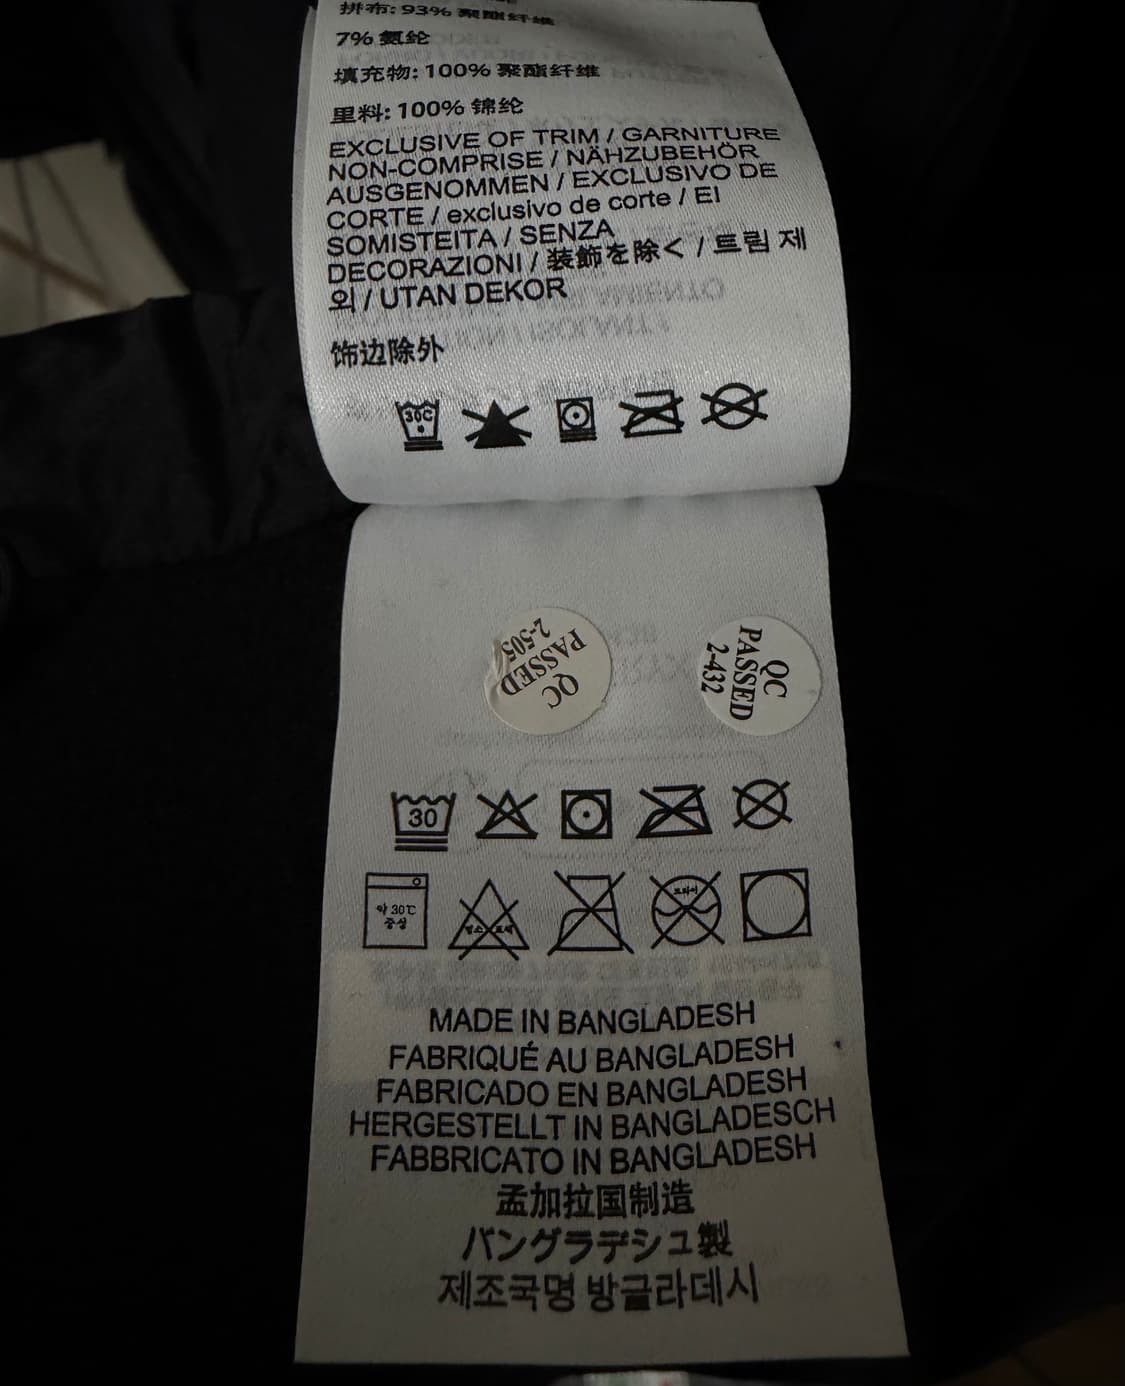 拼布: 93% 聚酯纤维
7% 氨纶
填充物: 100% 聚酯纤维
里料: 100% 锦纶
EXCLUSIVE OF TRIM / GARNITURE
NON-COMPRISE / NÄHZUBEHÖR
AUSGENOMMEN / EXCLUSIVO DE
CORTE / exclusivo de corte / EI
SOMISTEITA / SENZA
DECORAZIONI / 装飾を除く / 트림 제
외 / UTAN DEKOR
饰边除外
30C
QC
PASSED
2-505
QC
PASSED
2-432
30
약 30℃
중성
드라이
MADE IN BANGLADESH
FABRIQUÉ AU BANGLADESH
FABRICADO EN BANGLADESH
HERGESTELLT IN BANGLADESCH
FABBRICATO IN BANGLADESH
孟加拉国制造
バングラデシュ製
제조국명 방글라데시